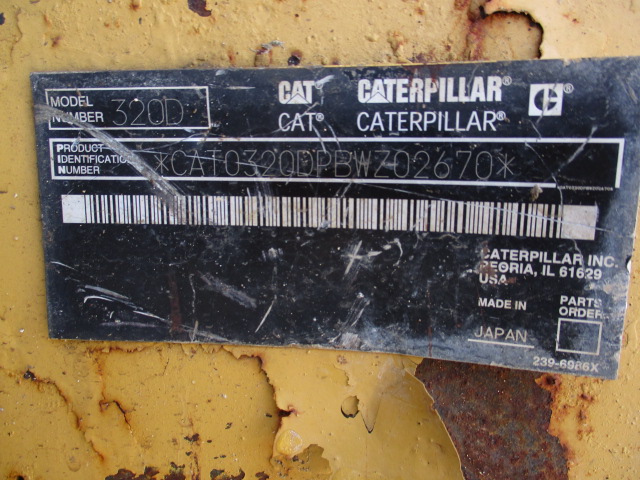 MODEL NUMBER 320D
CAT® CATERPILLAR®
CAT® CATERPILLAR®
PRODUCT IDENTIFICATION NUMBER *CAT0320DPBWZ02670*
CATERPILLAR INC.
PEORIA, IL 61629
USA
MADE IN
JAPAN
PARTS ORDER
239-6986X